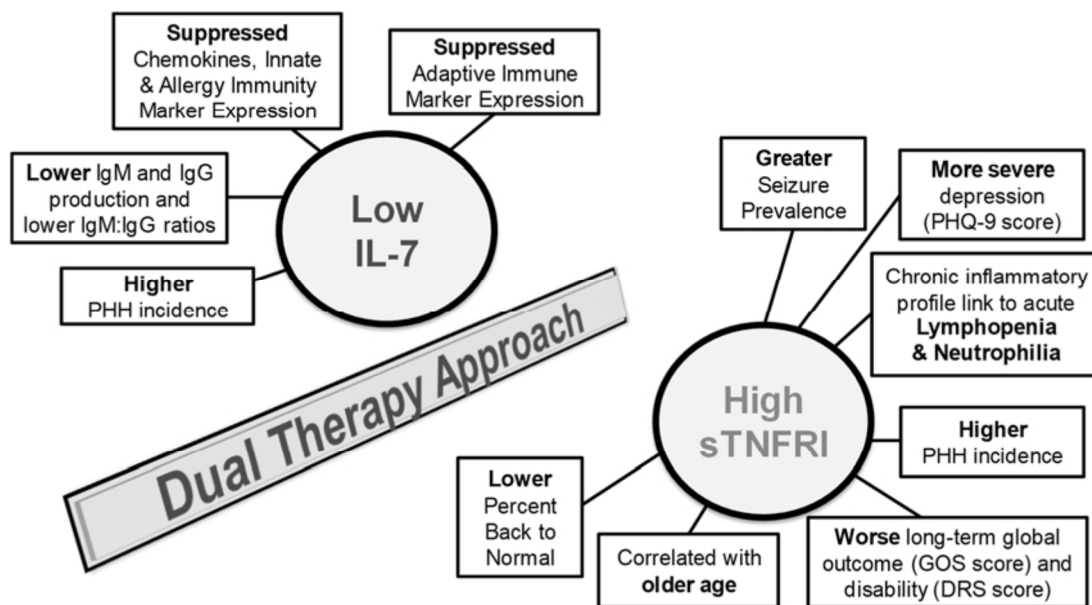 Suppressed
Chemokines, Innate
& Allergy Immunity
Marker Expression
Suppressed
Adaptive Immune
Marker Expression
Lower IgM and IgG
production and
lower IgM:IgG ratios
Higher
PHH incidence
Low
IL-7
Dual Therapy Approach
Greater
Seizure
Prevalence
More severe
depression
(PHQ-9 score)
Chronic inflammatory
profile link to acute
Lymphopenia
& Neutrophilia
High
sTNFRI
Higher
PHH incidence
Lower
Percent
Back to
Normal
Correlated with
older age
Worse long-term global
outcome (GOS score) and
disability (DRS score)